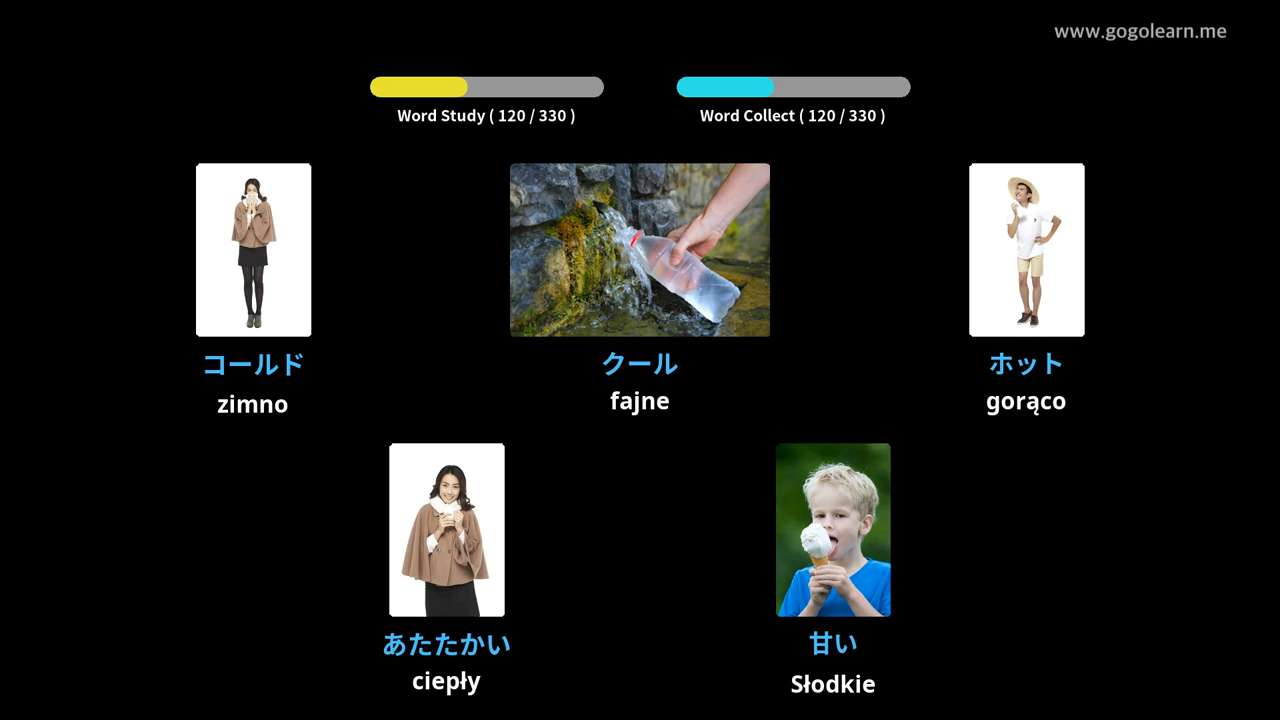 www.gogolearn.me
Word Study ( 120 / 330 )
Word Collect ( 120 / 330 )
コールド
zimno
クール
fajne
ホット
gorąco
あたたかい
ciepły
甘い
Słodkie